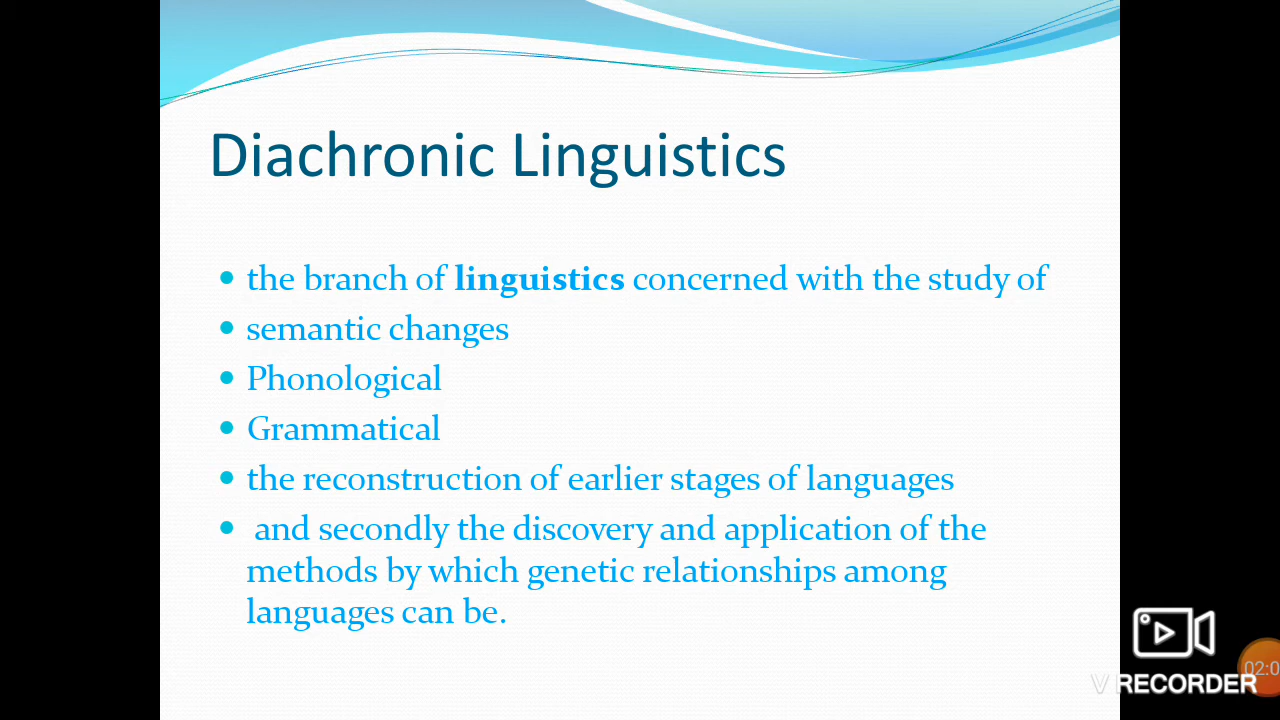 Diachronic Linguistics
the branch of linguistics concerned with the study of
semantic changes
Phonological
Grammatical
the reconstruction of earlier stages of languages
and secondly the discovery and application of the
methods by which genetic relationships among
languages can be.
V RECORDER